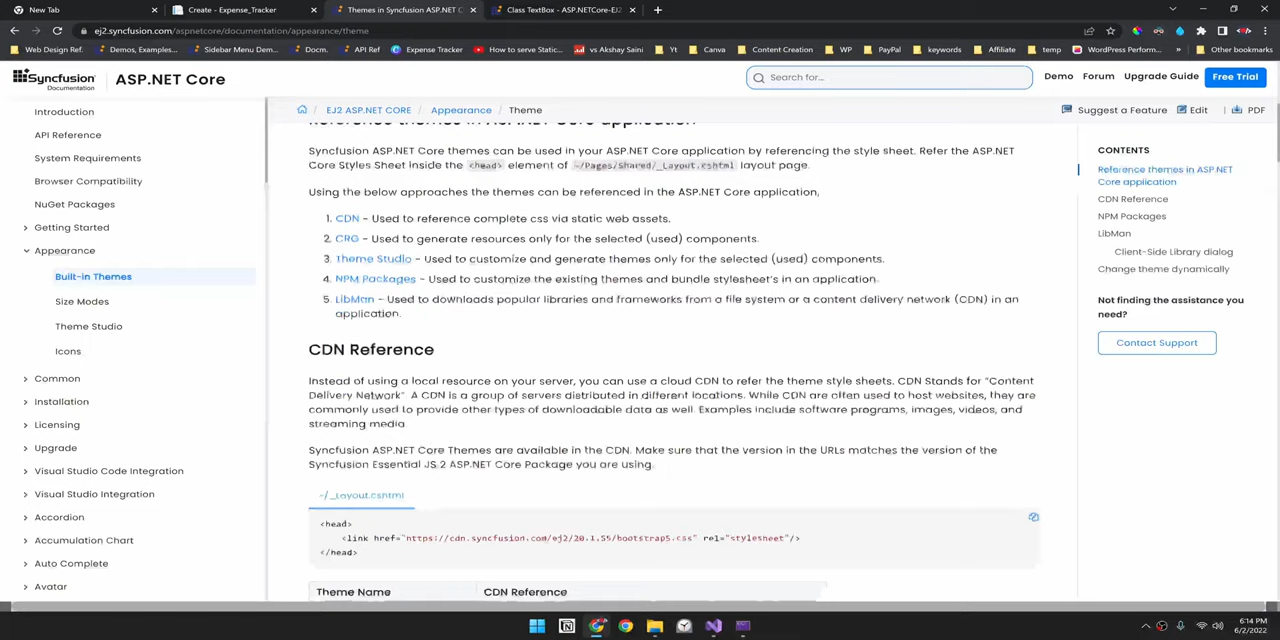 New Tab
Create - Expense_Tracker
Themes in Syncfusion ASP.NET C
Class TextBox - ASP.NETCore-EJ2
ej2.syncfusion.com/aspnetcore/documentation/appearance/theme
Web Design Ref.
Demos, Examples...
Sidebar Menu Dem...
Docm.
API Ref
Expense Tracker
How to serve Static...
vs Akshay Saini
Yt
Canva
Content Creation
WP
PayPal
keywords
Affiliate
temp
WordPress Perform...
»
Other bookmarks
Syncfusion
Documentation
ASP.NET Core
Search for...
Demo
Forum
Upgrade Guide
Free Trial
Introduction
API Reference
System Requirements
Browser Compatibility
NuGet Packages
Getting Started
Appearance
Built-in Themes
Size Modes
Theme Studio
Icons
Common
Installation
Licensing
Upgrade
Visual Studio Code Integration
Visual Studio Integration
Accordion
Accumulation Chart
Auto Complete
Avatar
/ EJ2 ASP.NET CORE / Appearance / Theme
Suggest a Feature
Edit
PDF
Reference themes in ASP.NET Core application
Syncfusion ASP.NET Core themes can be used in your ASP.NET Core application by referencing the style sheet. Refer the ASP.NET
Core Styles Sheet inside the <head> element of ~/Pages/Shared/_Layout.cshtml layout page.
Using the below approaches the themes can be referenced in the ASP.NET Core application,
1. CDN - Used to reference complete css via static web assets.
2. CRG - Used to generate resources only for the selected (used) components.
3. Theme Studio - Used to customize and generate themes only for the selected (used) components.
4. NPM Packages - Used to customize the existing themes and bundle stylesheet's in an application.
5. LibMan - Used to downloads popular libraries and frameworks from a file system or a content delivery network (CDN) in an
application.
CDN Reference
Instead of using a local resource on your server, you can use a cloud CDN to refer the theme style sheets. CDN Stands for "Content
Delivery Network". A CDN is a group of servers distributed in different locations. While CDN are often used to host websites, they are
commonly used to provide other types of downloadable data as well. Examples include software programs, images, videos, and
streaming media
Syncfusion ASP.NET Core Themes are available in the CDN. Make sure that the version in the URLs matches the version of the
Syncfusion Essential JS 2 ASP.NET Core Package you are using.
~/_Layout.cshtml
<head>
<link href="https://cdn.syncfusion.com/ej2/20.1.55/bootstrap5.css" rel="stylesheet"/>
</head>
Theme Name
CDN Reference
CONTENTS
Reference themes in ASP.NET
Core application
CDN Reference
NPM Packages
LibMan
Client-Side Library dialog
Change theme dynamically
Not finding the assistance you
need?
Contact Support
6:14 PM
6/2/2022